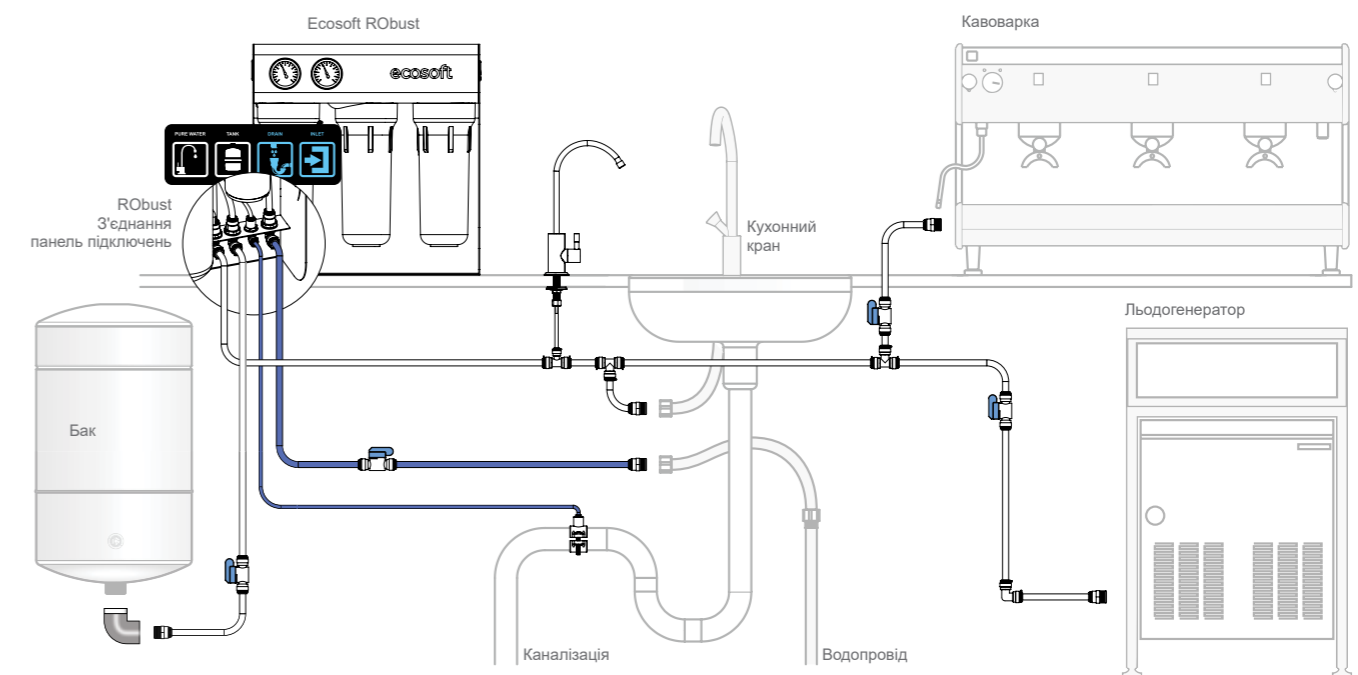 Ecosoft RObust
Кавоварка
ecosoft
PURE WATER
TANK
DRAIN
INLET
RObust
З'єднання
панель підключень
Кухонний
кран
Льодогенератор
Бак
Каналізація
Водопровід